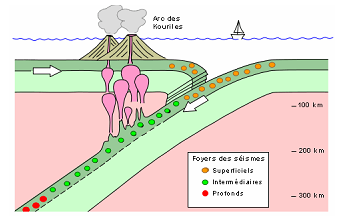 Arc des
Kouriles
100 km
200 km
300 km
Foyers des séismes
Superficiels
Intermédiaires
Profonds